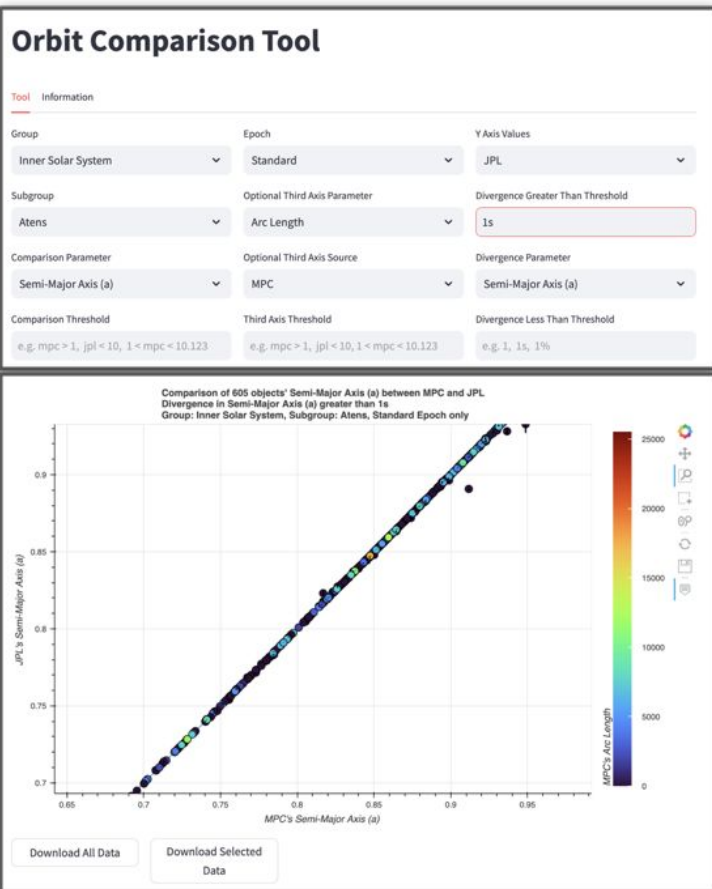 Orbit Comparison Tool
Tool Information
Group Epoch Y Axis Values
Inner Solar System Standard JPL
Subgroup Optional Third Axis Parameter Divergence Greater Than Threshold
Atens Arc Length 1s
Comparison Parameter Optional Third Axis Source Divergence Parameter
Semi-Major Axis (a) MPC Semi-Major Axis (a)
Comparison Threshold Third Axis Threshold Divergence Less Than Threshold
e.g. mpc > 1, jpl < 10, 1 < mpc < 10.123 e.g. mpc > 1, jpl < 10, 1 < mpc < 10.123 e.g. 1, 1s, 1%
Comparison of 605 objects' Semi-Major Axis (a) between MPC and JPL
Divergence in Semi-Major Axis (a) greater than 1s
Group: Inner Solar System, Subgroup: Atens, Standard Epoch only
JPL's Semi-Major Axis (a)
0.9
0.85
0.8
0.75
0.7
0.65 0.7 0.75 0.8 0.85 0.9 0.95
MPC's Semi-Major Axis (a)
MPC's Arc Length
25000
20000
15000
10000
5000
0
Download All Data
Download Selected
Data